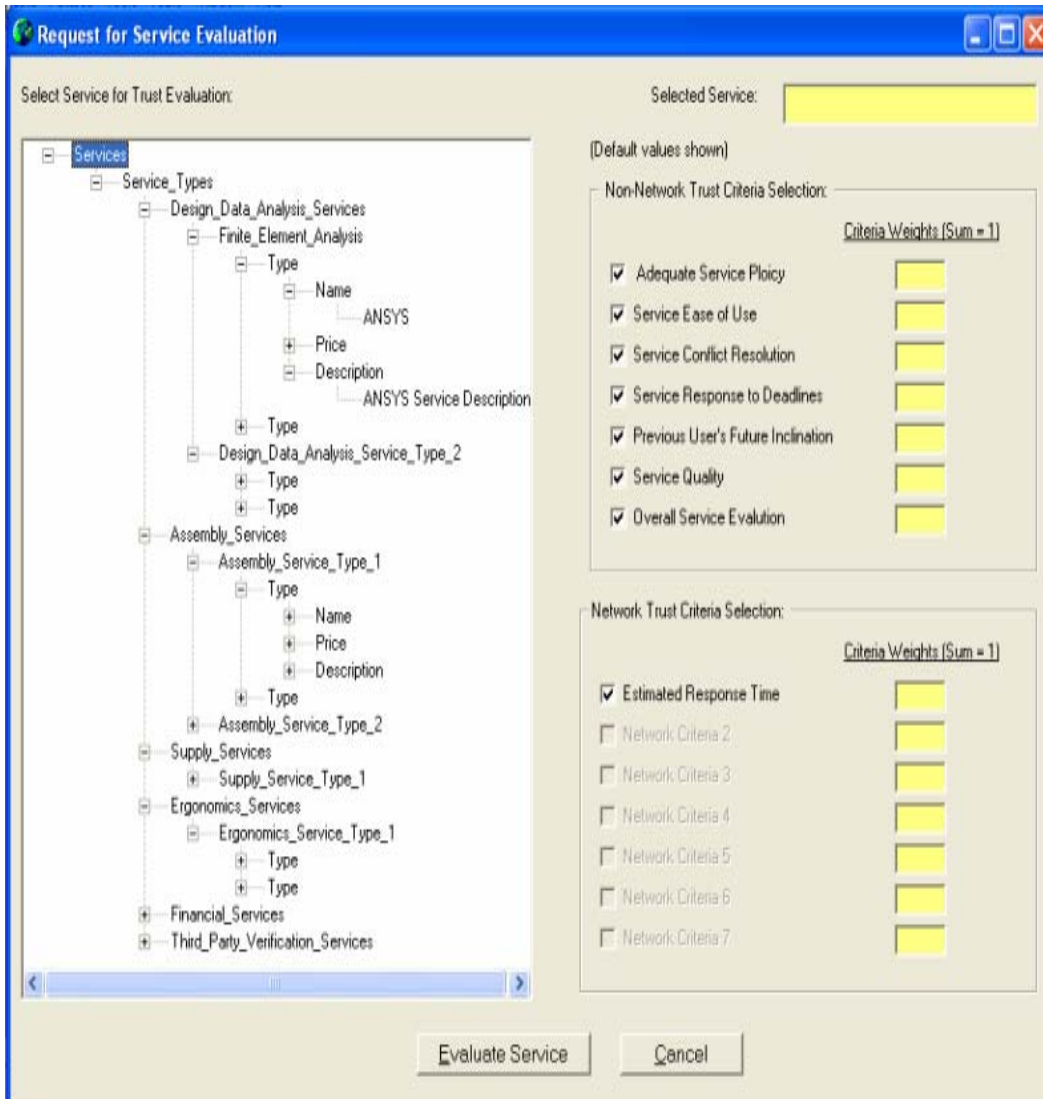 Request for Service Evaluation
Select Service for Trust Evaluation:
Selected Service:
Services
Service_Types
Design_Data_Analysis_Services
Finite_Element_Analysis
Type
Name
ANSYS
Price
Description
ANSYS Service Description
Type
Design_Data_Analysis_Service_Type_2
Type
Type
Assembly_Services
Assembly_Service_Type_1
Type
Name
Price
Description
Type
Assembly_Service_Type_2
Supply_Services
Supply_Service_Type_1
Ergonomics_Services
Ergonomics_Service_Type_1
Type
Type
Financial_Services
Third_Party_Verification_Services
(Default values shown)
Non-Network Trust Criteria Selection:
Criteria Weights (Sum = 1)
Adequate Service Ploicy
Service Ease of Use
Service Conflict Resolution
Service Response to Deadlines
Previous User's Future Inclination
Service Quality
Overall Service Evalution
Network Trust Criteria Selection:
Criteria Weights (Sum = 1)
Estimated Response Time
Network Criteria 2
Network Criteria 3
Network Criteria 4
Network Criteria 5
Network Criteria 6
Network Criteria 7
Evaluate Service
Cancel